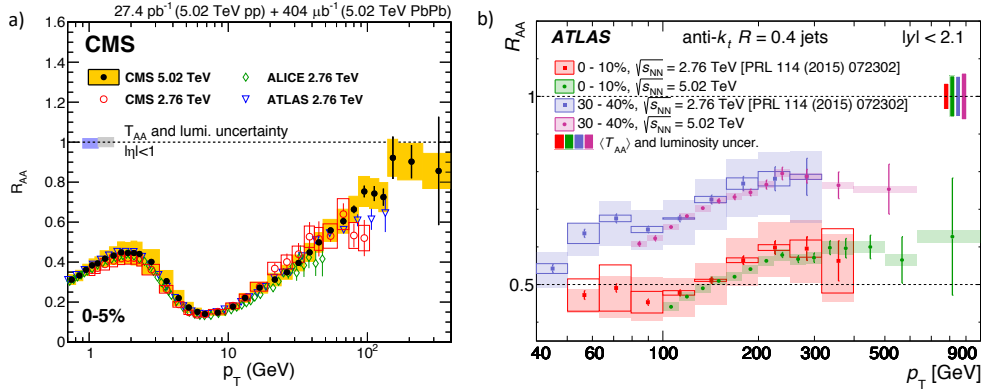 a)
27.4 pb⁻¹ (5.02 TeV pp) + 404 μb⁻¹ (5.02 TeV PbPb)
CMS
CMS 5.02 TeV
ALICE 2.76 TeV
CMS 2.76 TeV
ATLAS 2.76 TeV
T_AA and lumi. uncertainty
|η|<1
0-5%
R_AA
1.6
1.4
1.2
1
0.8
0.6
0.4
0.2
0
1
10
10²
p_T (GeV)
b)
ATLAS
anti-k_t R = 0.4 jets
|y| < 2.1
0 - 10%, √s_NN = 2.76 TeV [PRL 114 (2015) 072302]
0 - 10%, √s_NN = 5.02 TeV
30 - 40%, √s_NN = 2.76 TeV [PRL 114 (2015) 072302]
30 - 40%, √s_NN = 5.02 TeV
⟨T_AA⟩ and luminosity uncer.
R_AA
1
0.5
40
60
100
200
300
500
900
p_T [GeV]